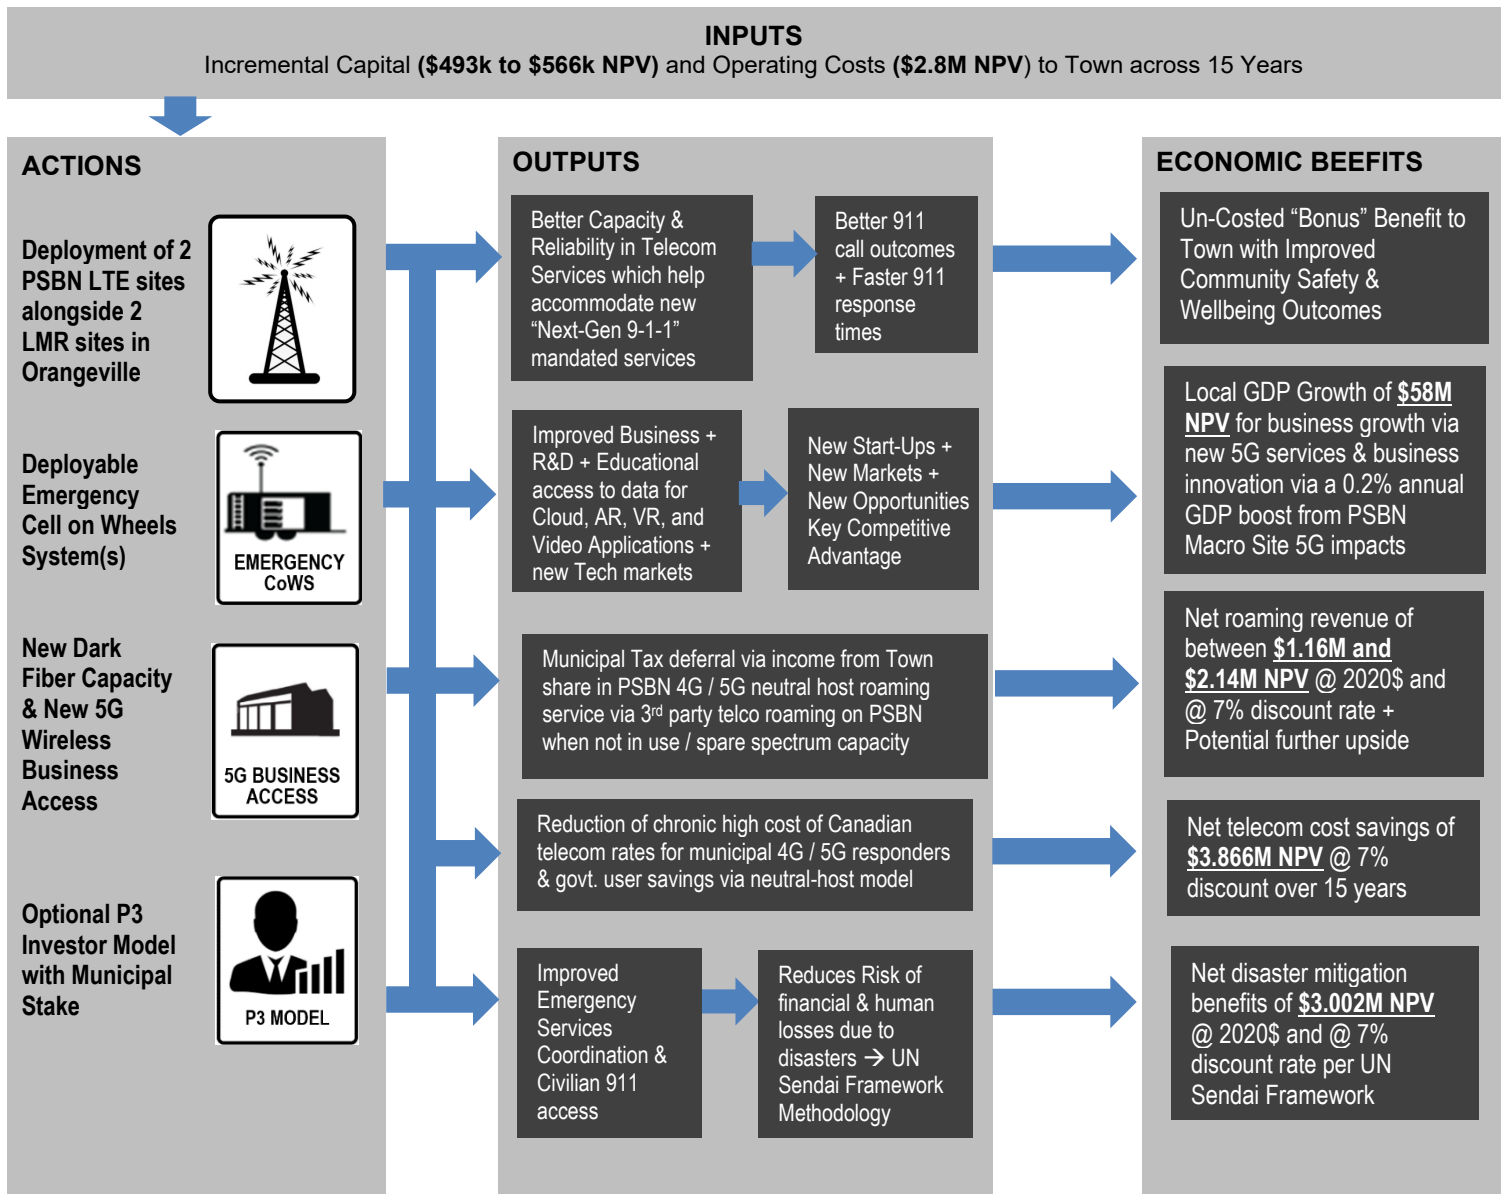 INPUTS
Incremental Capital ($493k to $566k NPV) and Operating Costs ($2.8M NPV) to Town across 15 Years
ACTIONS
Deployment of 2
PSBN LTE sites
alongside 2
LMR sites in
Orangeville
Deployable
Emergency
Cell on Wheels
System(s)
EMERGENCY
CoWS
New Dark
Fiber Capacity
& New 5G
Wireless
Business
Access
5G BUSINESS
ACCESS
Optional P3
Investor Model
with Municipal
Stake
P3 MODEL
OUTPUTS
Better Capacity &
Reliability in Telecom
Services which help
accommodate new
“Next-Gen 9-1-1”
mandated services
Better 911
call outcomes
+ Faster 911
response
times
Improved Business +
R&D + Educational
access to data for
Cloud, AR, VR, and
Video Applications +
new Tech markets
New Start-Ups +
New Markets +
New Opportunities
Key Competitive
Advantage
Municipal Tax deferral via income from Town
share in PSBN 4G / 5G neutral host roaming
service via 3rd party telco roaming on PSBN
when not in use / spare spectrum capacity
Reduction of chronic high cost of Canadian
telecom rates for municipal 4G / 5G responders
& govt. user savings via neutral-host model
Improved
Emergency
Services
Coordination &
Civilian 911
access
Reduces Risk of
financial & human
losses due to
disasters → UN
Sendai Framework
Methodology
ECONOMIC BEFITS
Un-Costed “Bonus” Benefit to
Town with Improved
Community Safety &
Wellbeing Outcomes
Local GDP Growth of $58M
NPV for business growth via
new 5G services & business
innovation via a 0.2% annual
GDP boost from PSBN
Macro Site 5G impacts
Net roaming revenue of
between $1.16M and
$2.14M NPV @ 2020$ and
@ 7% discount rate +
Potential further upside
Net telecom cost savings of
$3.866M NPV @ 7%
discount over 15 years
Net disaster mitigation
benefits of $3.002M NPV
@ 2020$ and @ 7%
discount rate per UN
Sendai Framework